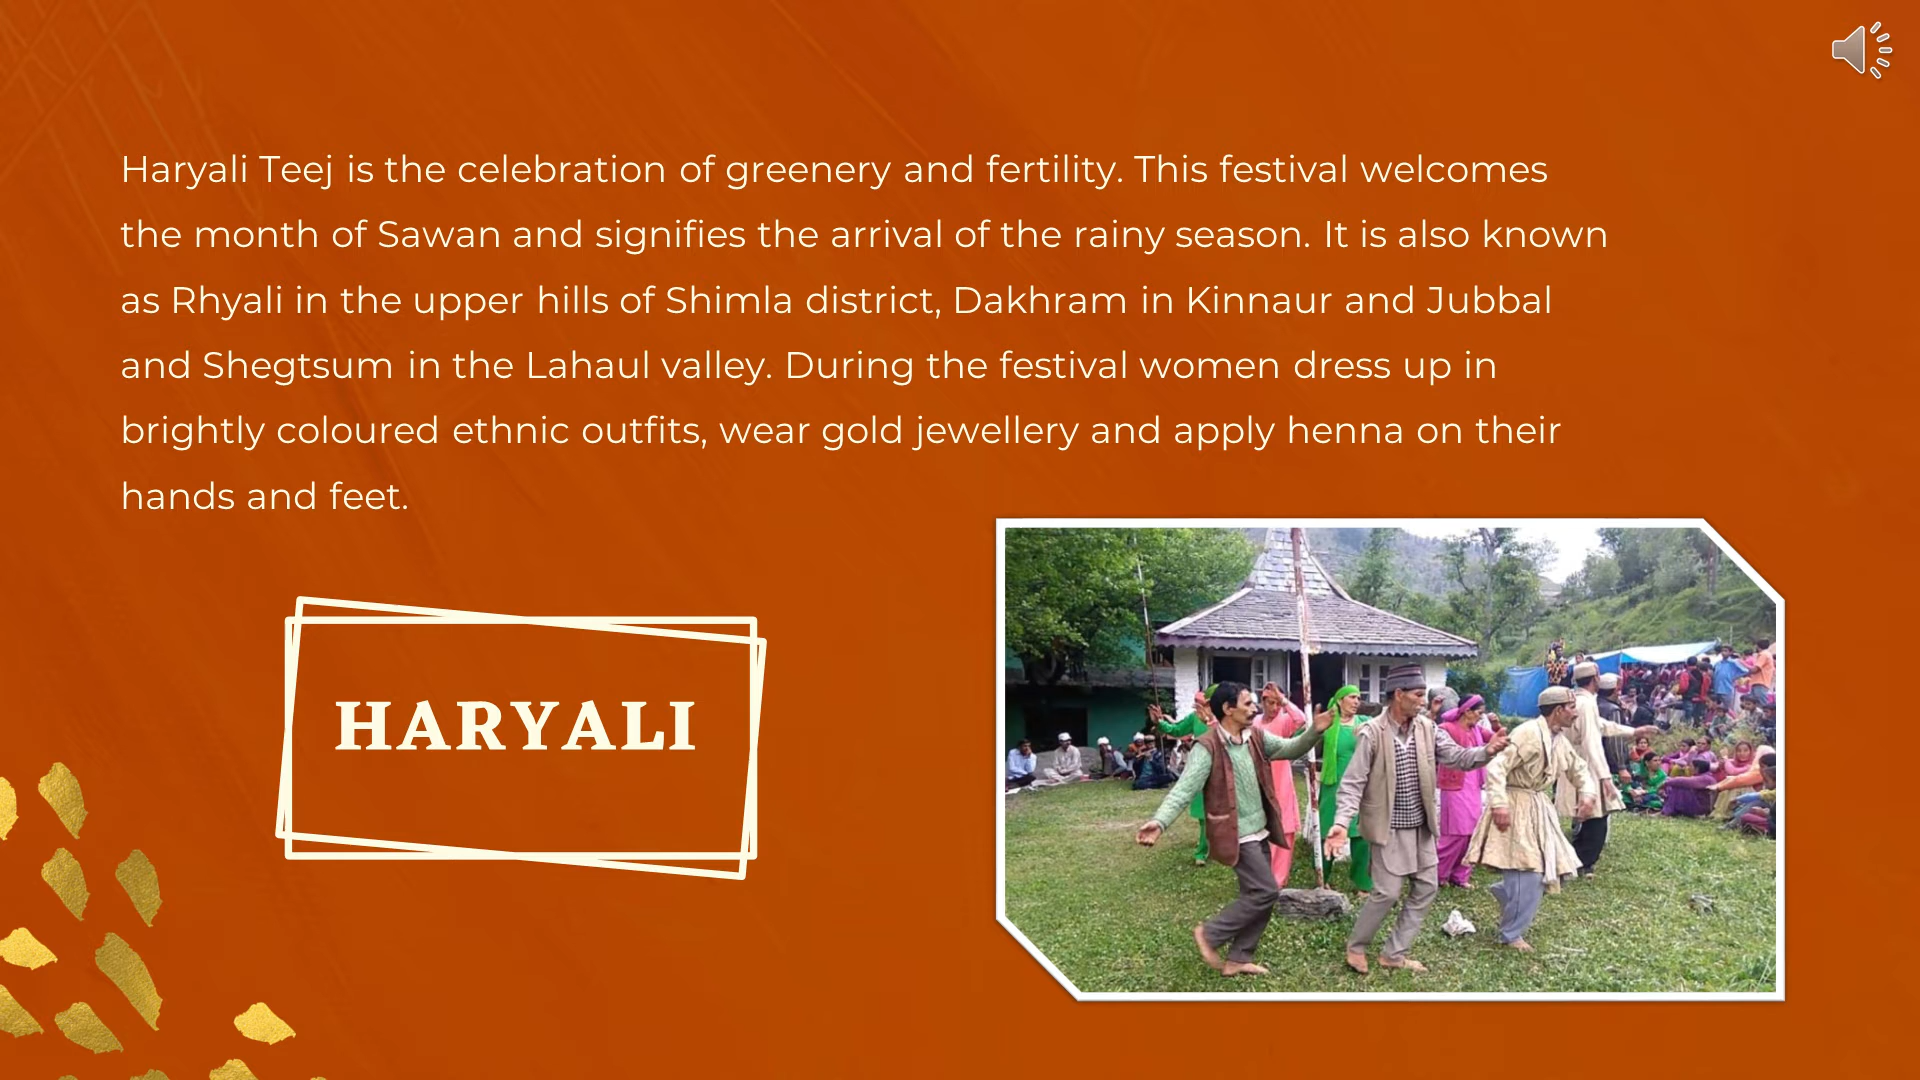 Haryali Teej is the celebration of greenery and fertility. This festival welcomes
the month of Sawan and signifies the arrival of the rainy season. It is also known
as Rhyali in the upper hills of Shimla district, Dakhram in Kinnaur and Jubbal
and Shegtsum in the Lahaul valley. During the festival women dress up in
brightly coloured ethnic outfits, wear gold jewellery and apply henna on their
hands and feet.
HARYALI